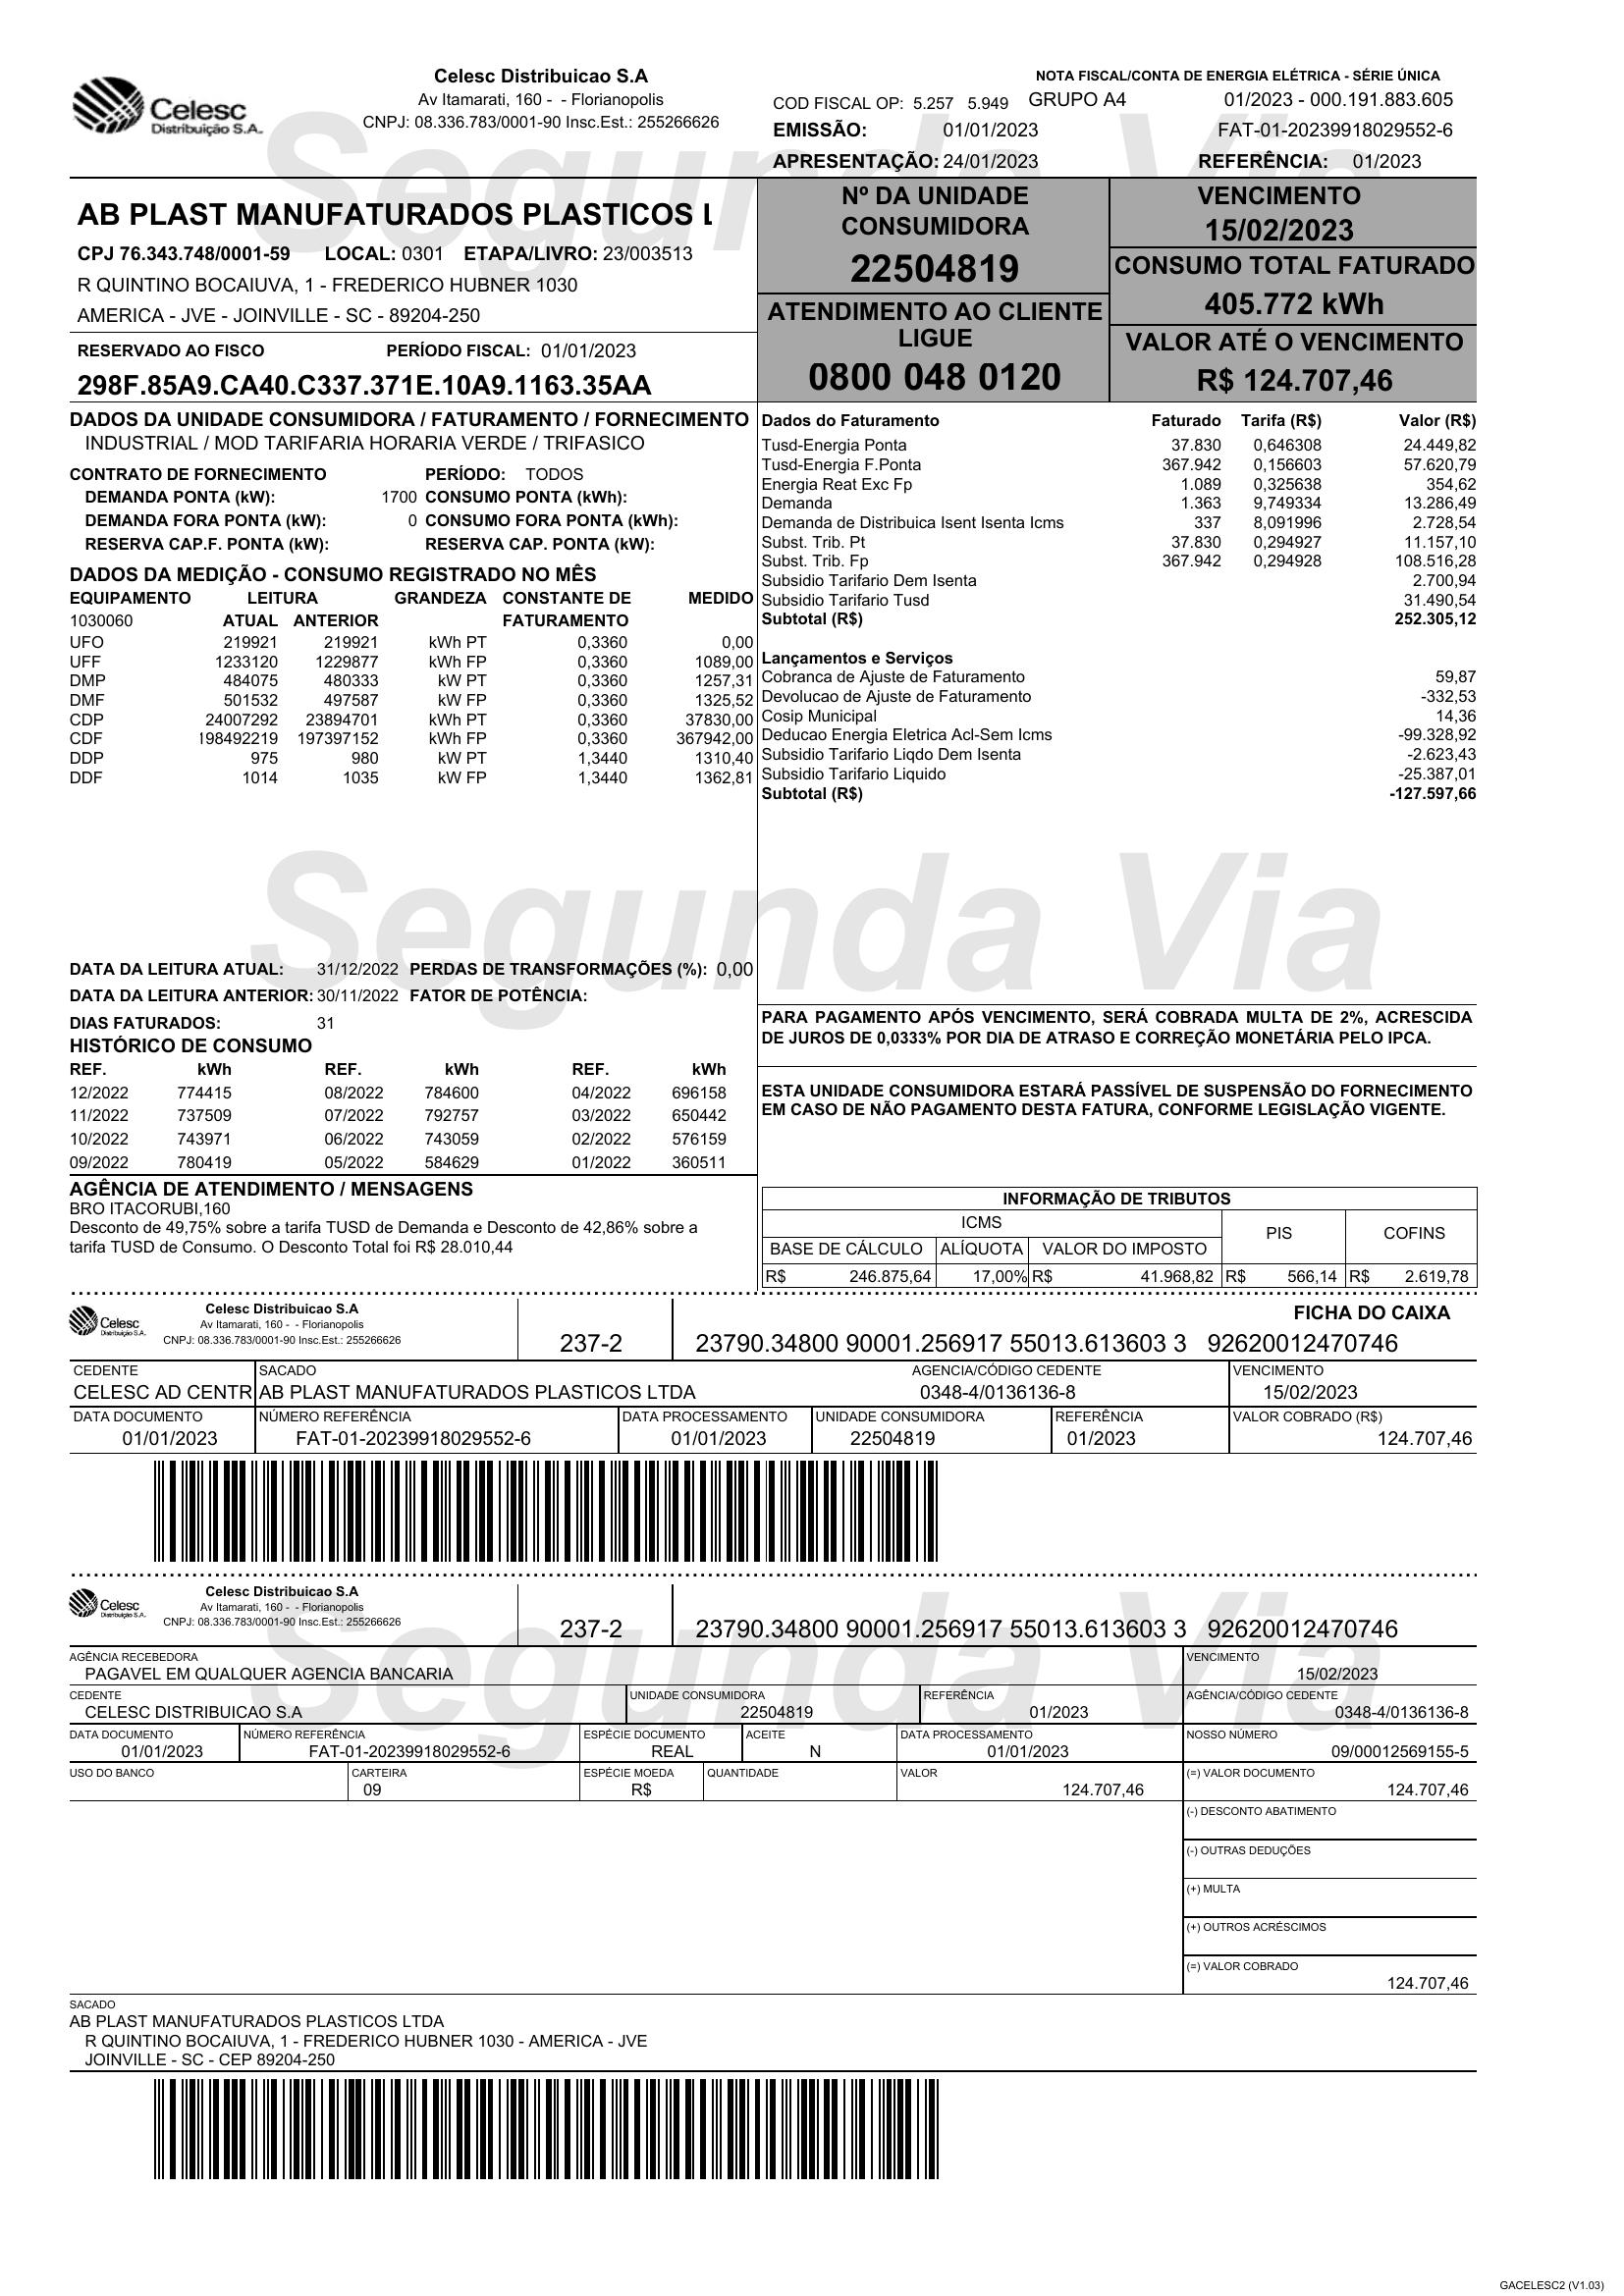 Celesc
Distribuição S.A.
Celesc Distribuicao S.A
Av Itamarati, 160 - - Florianopolis
CNPJ: 08.336.783/0001-90 Insc.Est.: 255266626
NOTA FISCAL/CONTA DE ENERGIA ELÉTRICA - SÉRIE ÚNICA
COD FISCAL OP: 5.257 5.949 GRUPO A4 01/2023 - 000.191.883.605
EMISSÃO: 01/01/2023 FAT-01-20239918029552-6
APRESENTAÇÃO: 24/01/2023 REFERÊNCIA: 01/2023
Segunda Via
AB PLAST MANUFATURADOS PLASTICOS L
CPJ 76.343.748/0001-59 LOCAL: 0301 ETAPA/LIVRO: 23/003513
R QUINTINO BOCAIUVA, 1 - FREDERICO HUBNER 1030
AMERICA - JVE - JOINVILLE - SC - 89204-250
RESERVADO AO FISCO PERÍODO FISCAL: 01/01/2023
298F.85A9.CA40.C337.371E.10A9.1163.35AA
Nº DA UNIDADE
CONSUMIDORA
22504819
ATENDIMENTO AO CLIENTE
LIGUE
0800 048 0120
VENCIMENTO
15/02/2023
CONSUMO TOTAL FATURADO
405.772 kWh
VALOR ATÉ O VENCIMENTO
R$ 124.707,46
DADOS DA UNIDADE CONSUMIDORA / FATURAMENTO / FORNECIMENTO
INDUSTRIAL / MOD TARIFARIA HORARIA VERDE / TRIFASICO
CONTRATO DE FORNECIMENTO PERÍODO: TODOS
DEMANDA PONTA (kW): 1700 CONSUMO PONTA (kWh):
DEMANDA FORA PONTA (kW): 0 CONSUMO FORA PONTA (kWh):
RESERVA CAP.F. PONTA (kW): RESERVA CAP. PONTA (kW):
DADOS DA MEDIÇÃO - CONSUMO REGISTRADO NO MÊS
EQUIPAMENTO LEITURA GRANDEZA CONSTANTE DE MEDIDO
1030060 ATUAL ANTERIOR FATURAMENTO
UFO 219921 219921 kWh PT 0,3360 0,00
UFF 1233120 1229877 kWh FP 0,3360 1089,00
DMP 484075 480333 kW PT 0,3360 1257,31
DMF 501532 497587 kW FP 0,3360 1325,52
CDP 24007292 23894701 kWh PT 0,3360 37830,00
CDF 198492219 197397152 kWh FP 0,3360 367942,00
DDP 975 980 kW PT 1,3440 1310,40
DDF 1014 1035 kW FP 1,3440 1362,81
Dados do Faturamento Faturado Tarifa (R$) Valor (R$)
Tusd-Energia Ponta 37.830 0,646308 24.449,82
Tusd-Energia F.Ponta 367.942 0,156603 57.620,79
Energia Reat Exc Fp 1.089 0,325638 354,62
Demanda 1.363 9,749334 13.286,49
Demanda de Distribuica Isent Isenta Icms 337 8,091996 2.728,54
Subst. Trib. Pt 37.830 0,294927 11.157,10
Subst. Trib. Fp 367.942 0,294928 108.516,28
Subsidio Tarifario Dem Isenta 2.700,94
Subsidio Tarifario Tusd 31.490,54
Subtotal (R$) 252.305,12
Lançamentos e Serviços
Cobranca de Ajuste de Faturamento 59,87
Devolucao de Ajuste de Faturamento -332,53
Cosip Municipal 14,36
Deducao Energia Eletrica Acl-Sem Icms -99.328,92
Subsidio Tarifario Liqdo Dem Isenta -2.623,43
Subsidio Tarifario Liquido -25.387,01
Subtotal (R$) -127.597,66
Segunda Via
DATA DA LEITURA ATUAL: 31/12/2022 PERDAS DE TRANSFORMAÇÕES (%): 0,00
DATA DA LEITURA ANTERIOR: 30/11/2022 FATOR DE POTÊNCIA:
DIAS FATURADOS: 31
HISTÓRICO DE CONSUMO
REF. kWh REF. kWh REF. kWh
12/2022 774415 08/2022 784600 04/2022 696158
11/2022 737509 07/2022 792757 03/2022 650442
10/2022 743971 06/2022 743059 02/2022 576159
09/2022 780419 05/2022 584629 01/2022 360511
PARA PAGAMENTO APÓS VENCIMENTO, SERÁ COBRADA MULTA DE 2%, ACRESCIDA
DE JUROS DE 0,0333% POR DIA DE ATRASO E CORREÇÃO MONETÁRIA PELO IPCA.
ESTA UNIDADE CONSUMIDORA ESTARÁ PASSÍVEL DE SUSPENSÃO DO FORNECIMENTO
EM CASO DE NÃO PAGAMENTO DESTA FATURA, CONFORME LEGISLAÇÃO VIGENTE.
AGÊNCIA DE ATENDIMENTO / MENSAGENS
BRO ITACORUBI,160
Desconto de 49,75% sobre a tarifa TUSD de Demanda e Desconto de 42,86% sobre a
tarifa TUSD de Consumo. O Desconto Total foi R$ 28.010,44
INFORMAÇÃO DE TRIBUTOS
ICMS PIS COFINS
BASE DE CÁLCULO ALÍQUOTA VALOR DO IMPOSTO
R$ 246.875,64 17,00% R$ 41.968,82 R$ 566,14 R$ 2.619,78
Celesc
Distribuição S.A.
Celesc Distribuicao S.A
Av Itamarati, 160 - - Florianopolis
CNPJ: 08.336.783/0001-90 Insc.Est.: 255266626
FICHA DO CAIXA
237-2 23790.34800 90001.256917 55013.613603 3 92620012470746
CEDENTE SACADO AGENCIA/CÓDIGO CEDENTE VENCIMENTO
CELESC AD CENTR AB PLAST MANUFATURADOS PLASTICOS LTDA 0348-4/0136136-8 15/02/2023
DATA DOCUMENTO NÚMERO REFERÊNCIA DATA PROCESSAMENTO UNIDADE CONSUMIDORA REFERÊNCIA VALOR COBRADO (R$)
01/01/2023 FAT-01-20239918029552-6 01/01/2023 22504819 01/2023 124.707,46
Celesc
Distribuição S.A.
Celesc Distribuicao S.A
Av Itamarati, 160 - - Florianopolis
CNPJ: 08.336.783/0001-90 Insc.Est.: 255266626
237-2 23790.34800 90001.256917 55013.613603 3 92620012470746
Segunda Via
AGÊNCIA RECEBEDORA VENCIMENTO
PAGAVEL EM QUALQUER AGENCIA BANCARIA 15/02/2023
CEDENTE UNIDADE CONSUMIDORA REFERÊNCIA AGÊNCIA/CÓDIGO CEDENTE
CELESC DISTRIBUICAO S.A 22504819 01/2023 0348-4/0136136-8
DATA DOCUMENTO NÚMERO REFERÊNCIA ESPÉCIE DOCUMENTO ACEITE DATA PROCESSAMENTO NOSSO NÚMERO
01/01/2023 FAT-01-20239918029552-6 REAL N 01/01/2023 09/00012569155-5
USO DO BANCO CARTEIRA ESPÉCIE MOEDA QUANTIDADE VALOR (=) VALOR DOCUMENTO
09 R$ 124.707,46 124.707,46
(-) DESCONTO ABATIMENTO
(-) OUTRAS DEDUÇÕES
(+) MULTA
(+) OUTROS ACRÉSCIMOS
(=) VALOR COBRADO
124.707,46
SACADO
AB PLAST MANUFATURADOS PLASTICOS LTDA
R QUINTINO BOCAIUVA, 1 - FREDERICO HUBNER 1030 - AMERICA - JVE
JOINVILLE - SC - CEP 89204-250
GACELESC2 (V1.03)